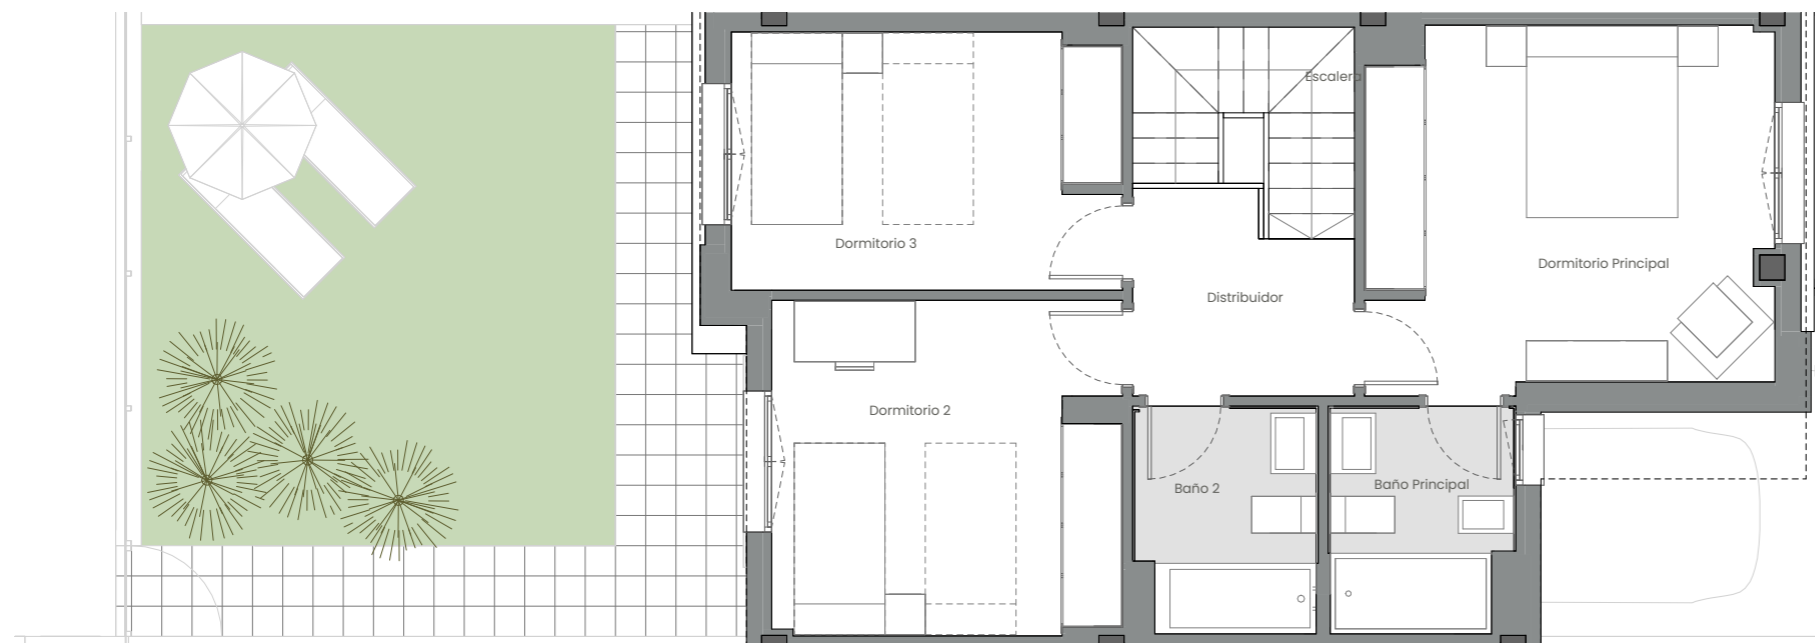 Escalera
Dormitorio 3
Dormitorio Principal
Distribuidor
Dormitorio 2
Baño 2
Baño Principal